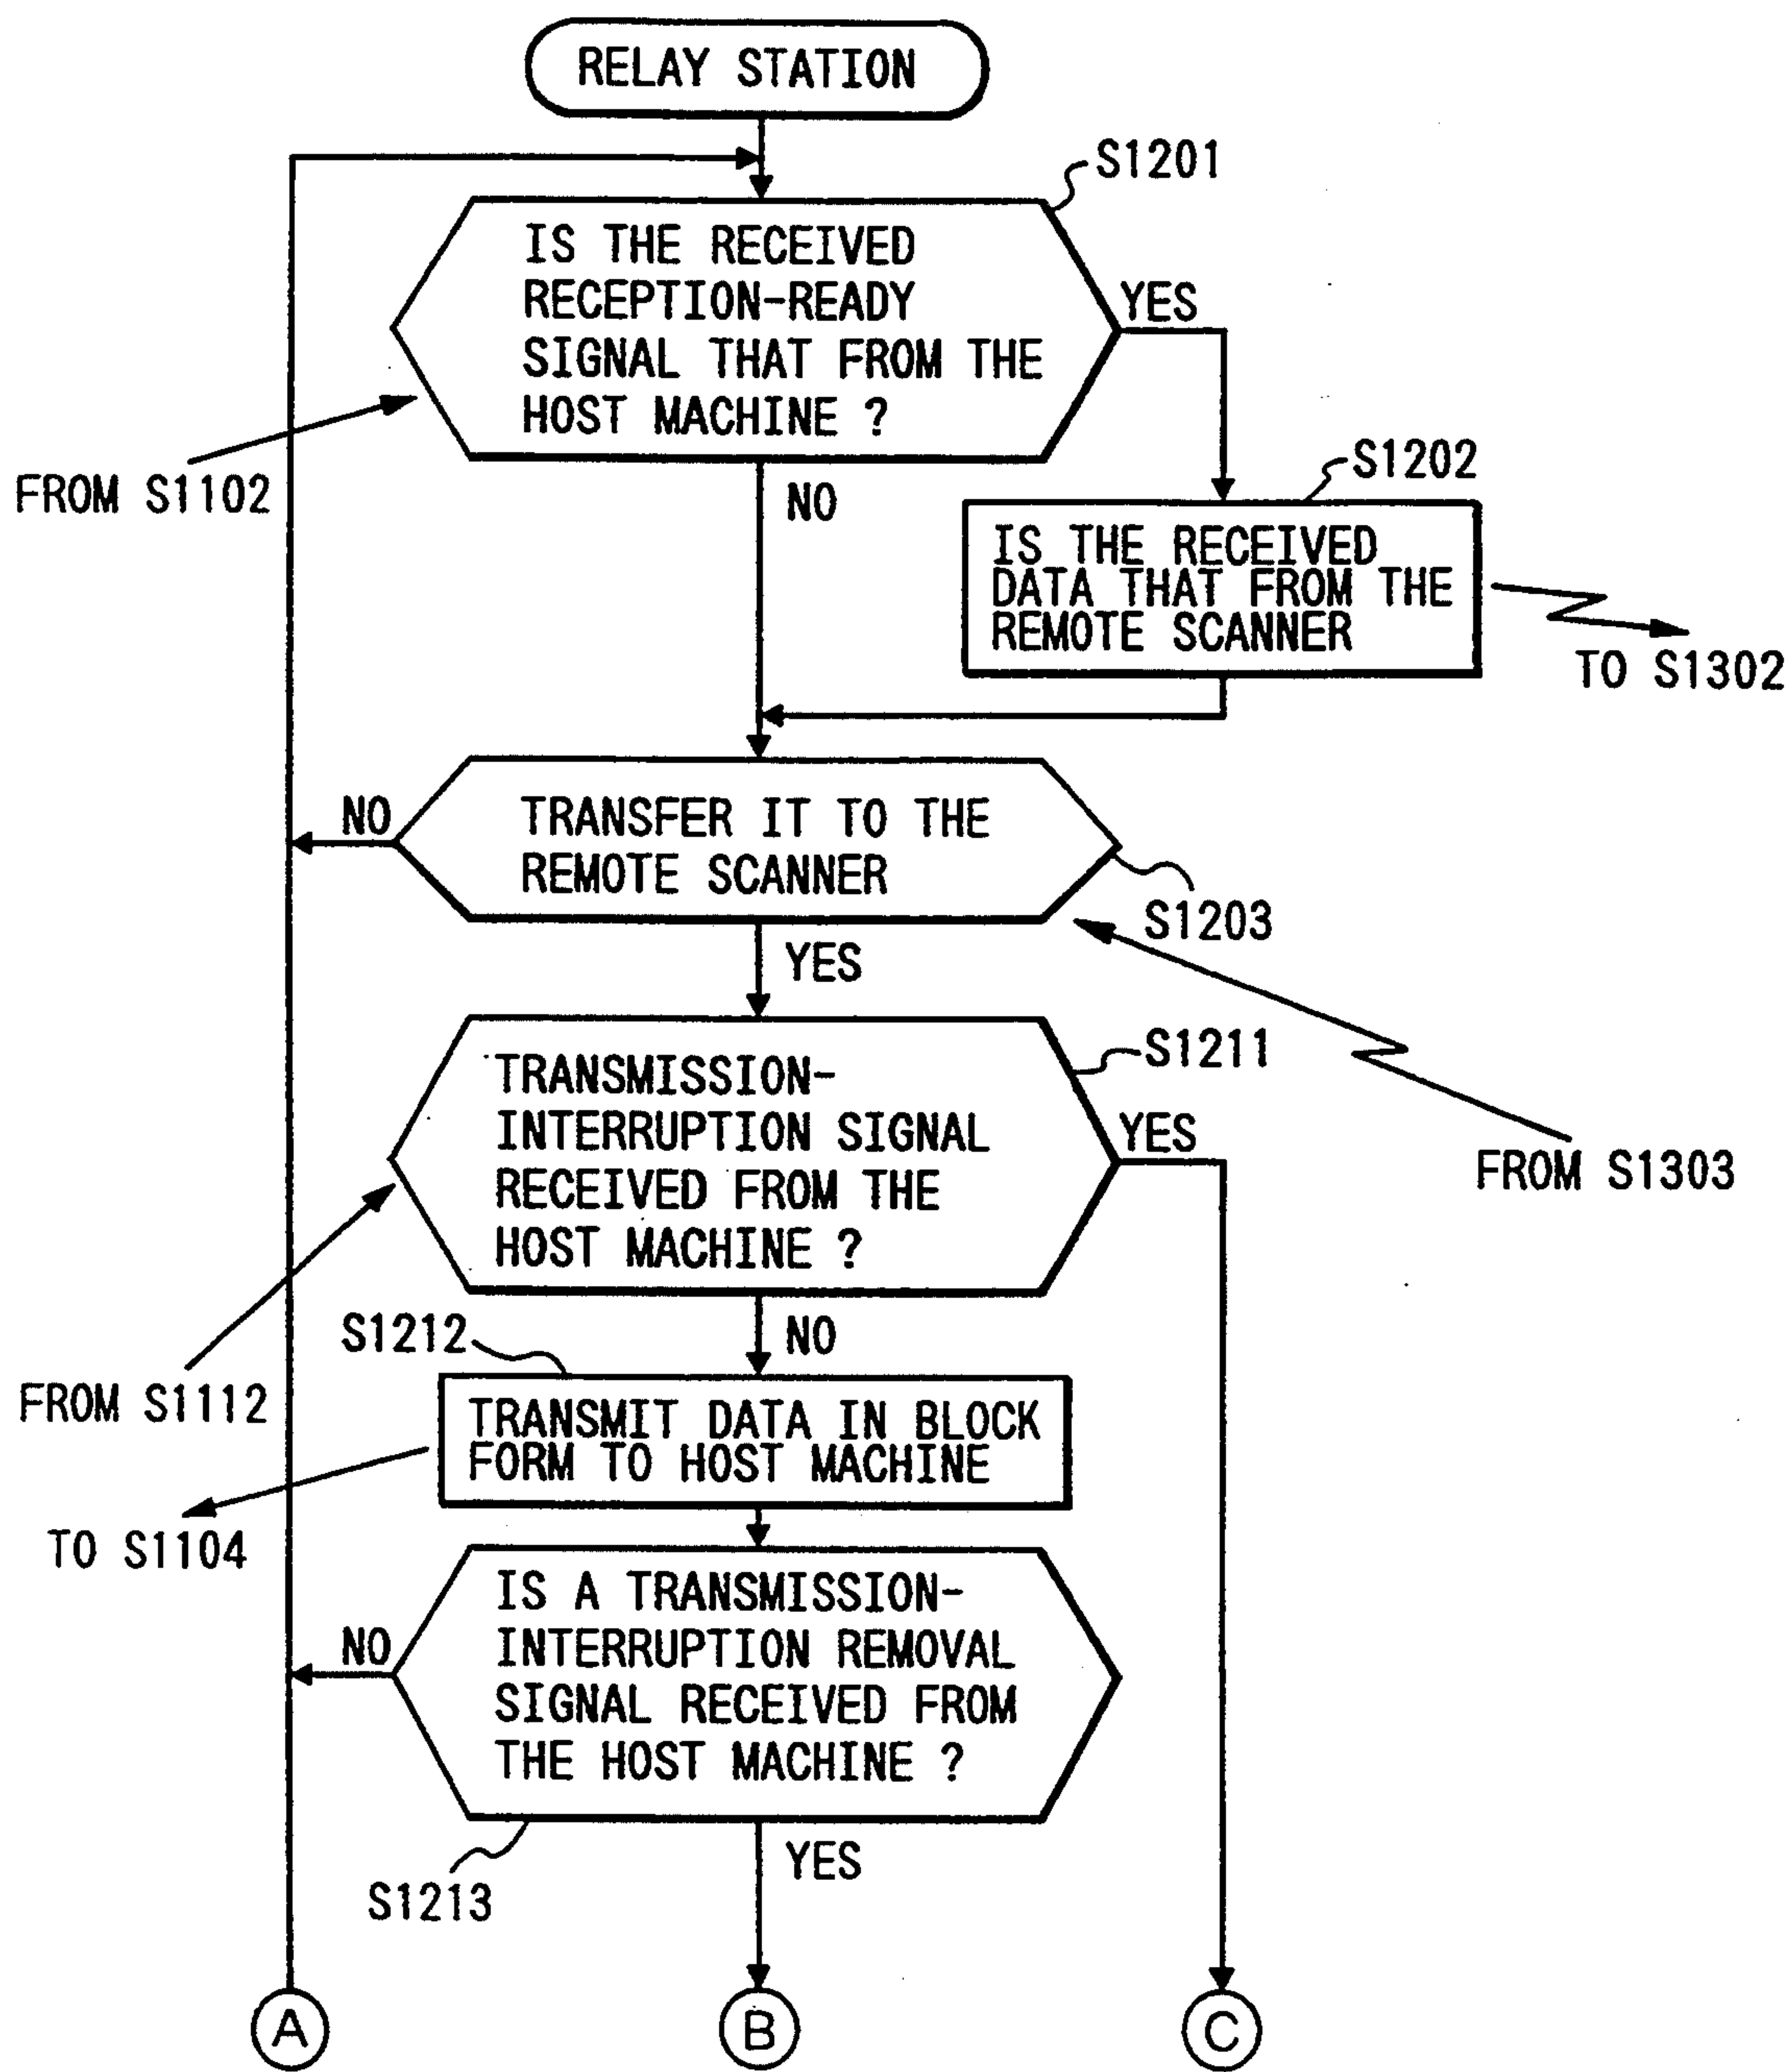 RELAY STATION
S1201
IS THE RECEIVED
RECEPTION-READY
SIGNAL THAT FROM THE
HOST MACHINE ?
YES
FROM S1102
NO
S1202
IS THE RECEIVED
DATA THAT FROM THE
REMOTE SCANNER
TO S1302
NO
TRANSFER IT TO THE
REMOTE SCANNER
S1203
YES
S1211
TRANSMISSION-
INTERRUPTION SIGNAL
RECEIVED FROM THE
HOST MACHINE ?
YES
FROM S1303
NO
S1212
FROM S1112
TRANSMIT DATA IN BLOCK
FORM TO HOST MACHINE
TO S1104
IS A TRANSMISSION-
INTERRUPTION REMOVAL
SIGNAL RECEIVED FROM
THE HOST MACHINE ?
NO
YES
S1213
A
B
C